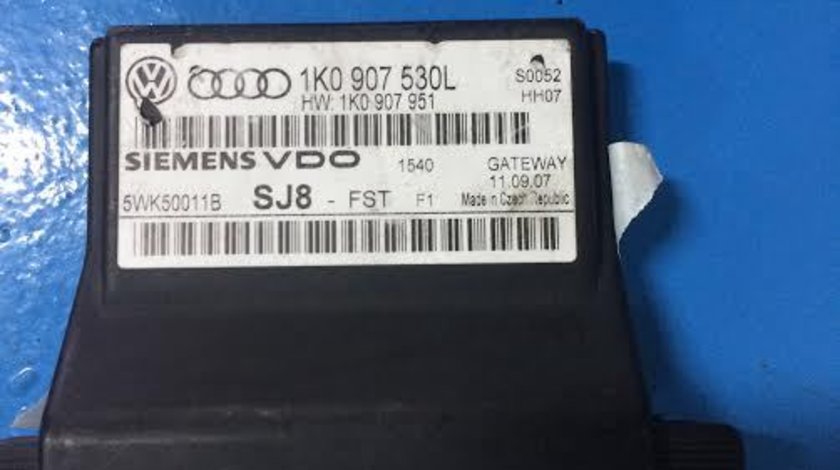 1K0 907 530L S0052
HW: 1K0 907 951 HH07
SIEMENS VDO 1540 GATEWAY
11.09.07
5WK50011B SJ8 - FST F1 Made in Czech Republic